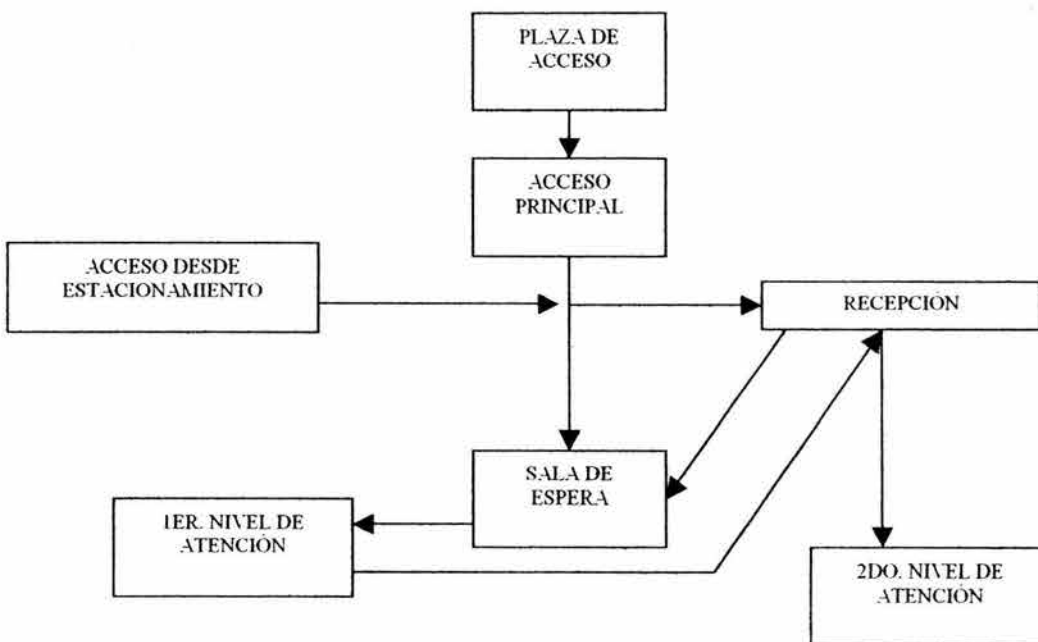 PLAZA DE
ACCESO
ACCESO
PRINCIPAL
ACCESO DESDE
ESTACIONAMIENTO
RECEPCIÓN
SALA DE
ESPERA
1ER. NIVEL DE
ATENCIÓN
2DO. NIVEL DE
ATENCIÓN